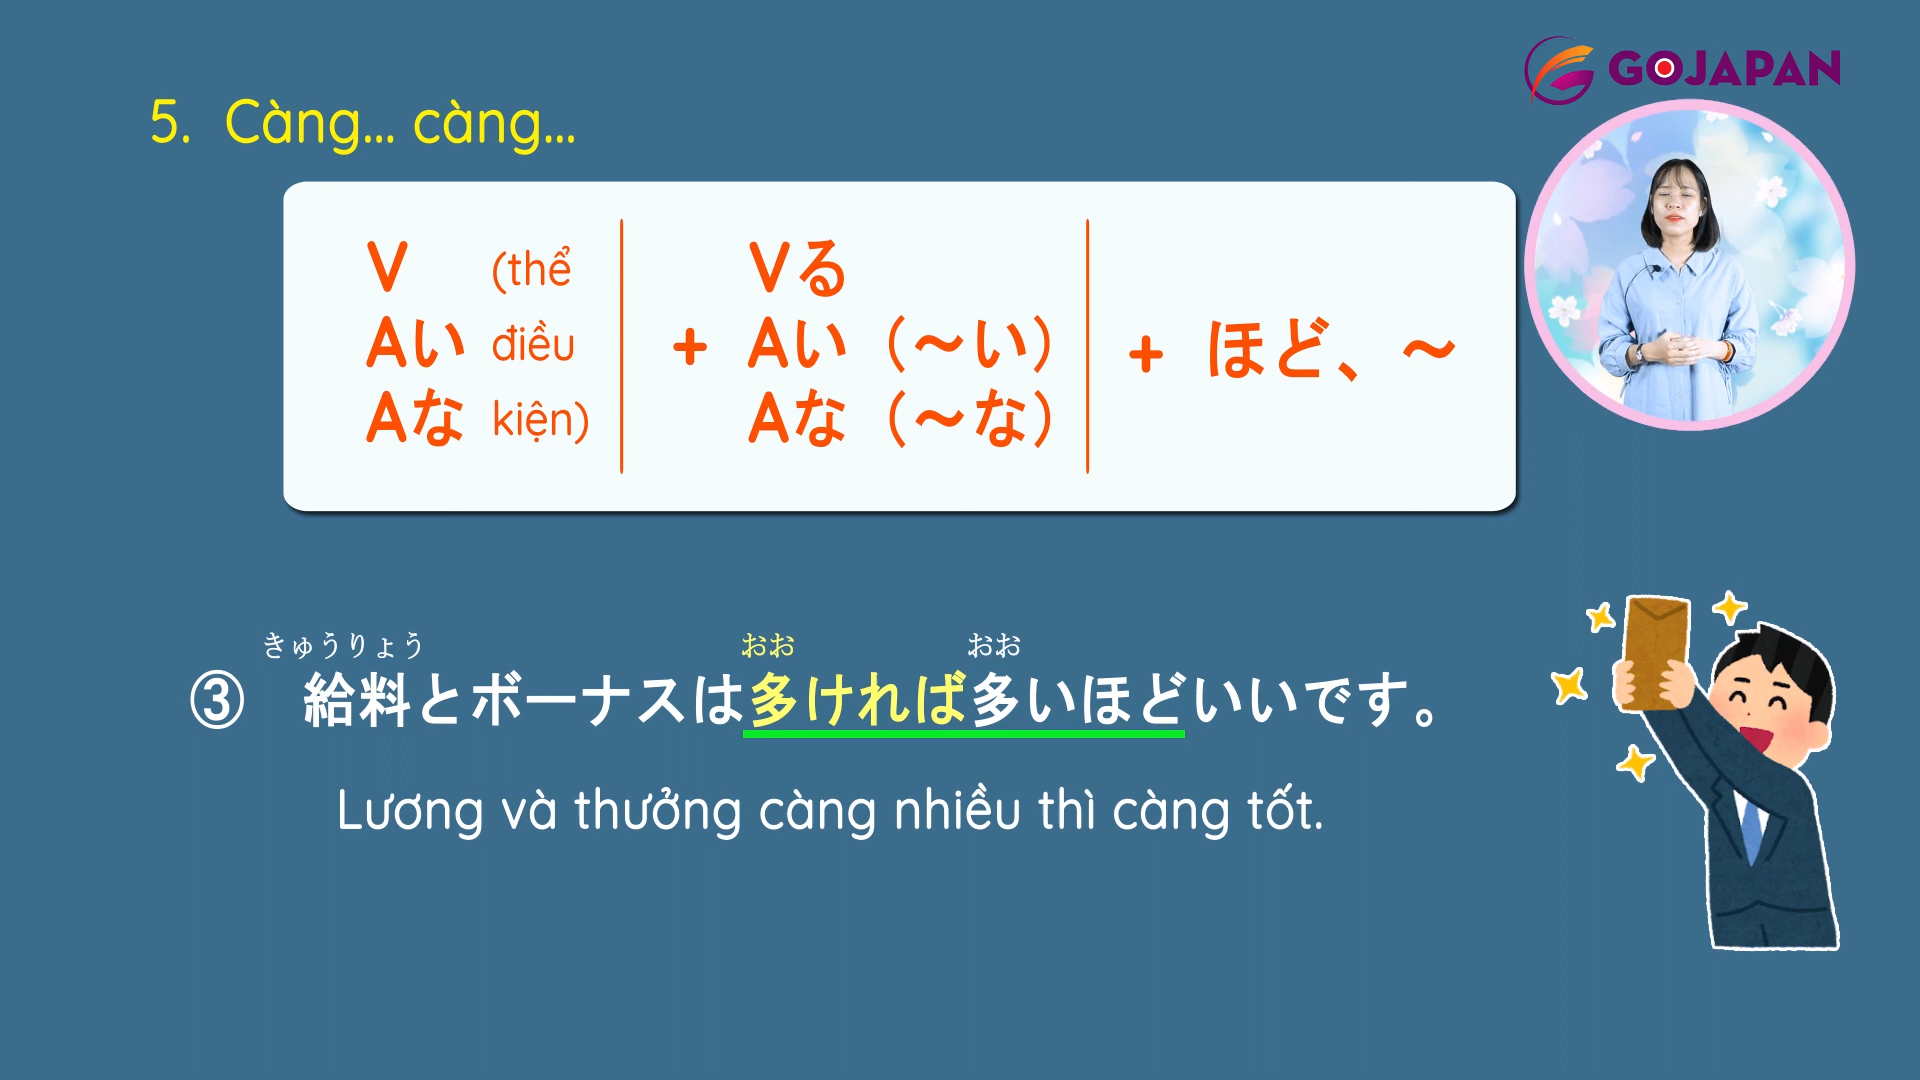 GOJAPAN
5. Càng... càng...
V (thể + Vる
Aい điều + Aい（～い） + ほど、～
Aな kiện) Aな（～な）
きゅうりょう おお おお
③ 給料とボーナスは多ければ多いほどいいです。
Lương và thưởng càng nhiều thì càng tốt.